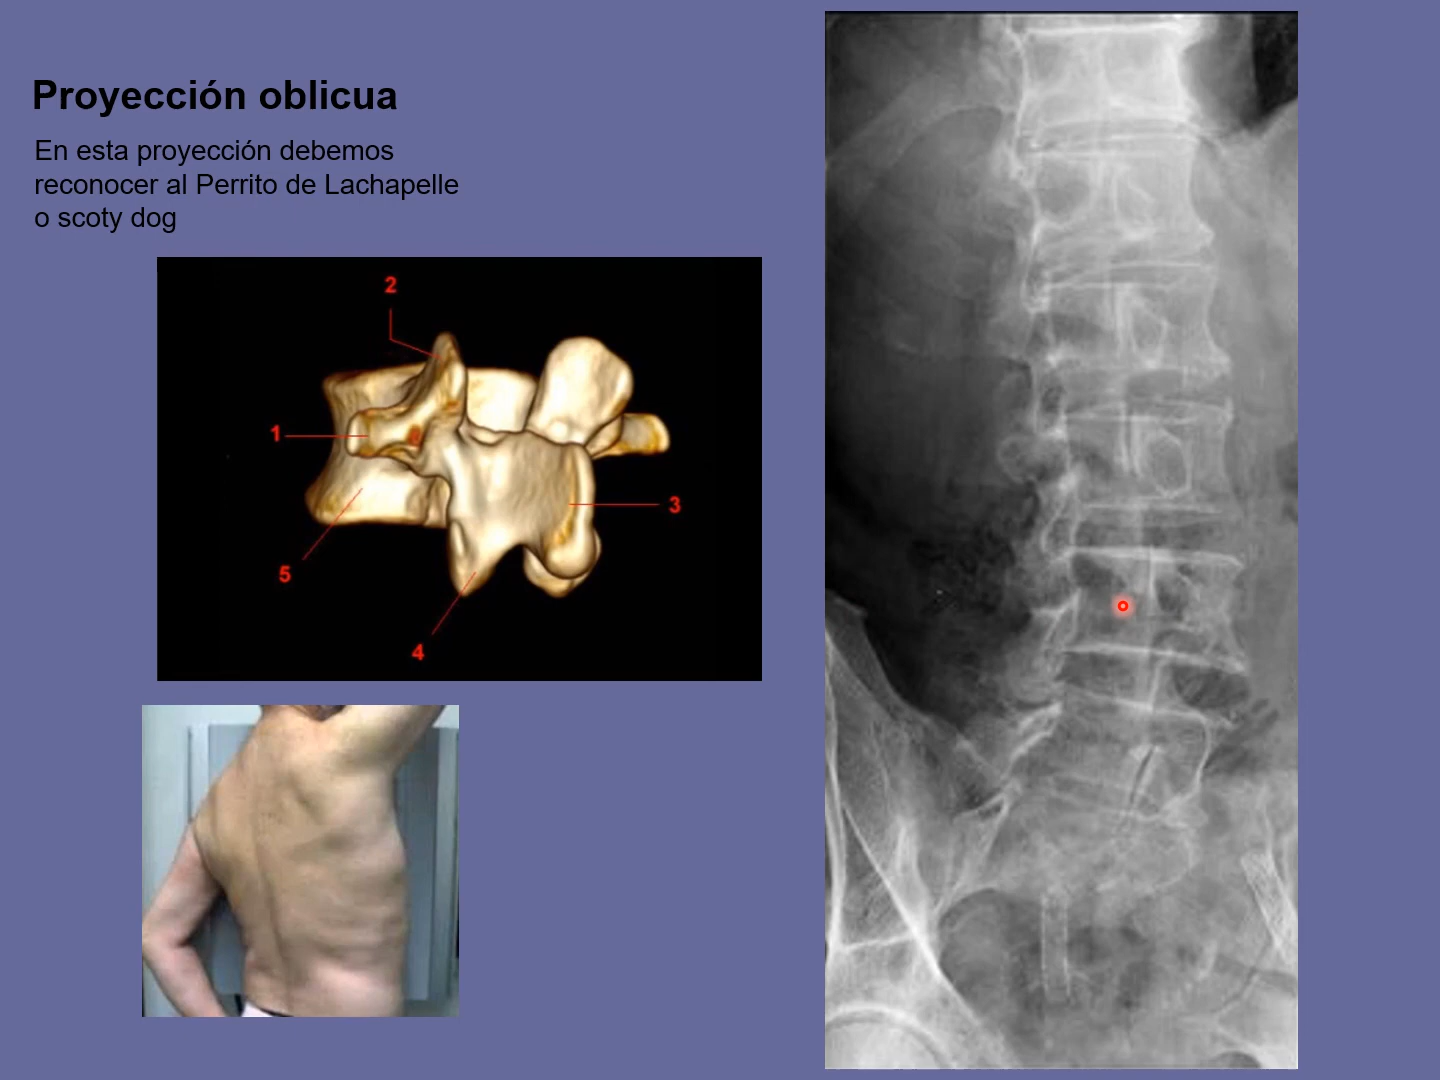 Proyección oblicua
En esta proyección debemos
reconocer al Perrito de Lachapelle
o scoty dog
2
1
3
5
4